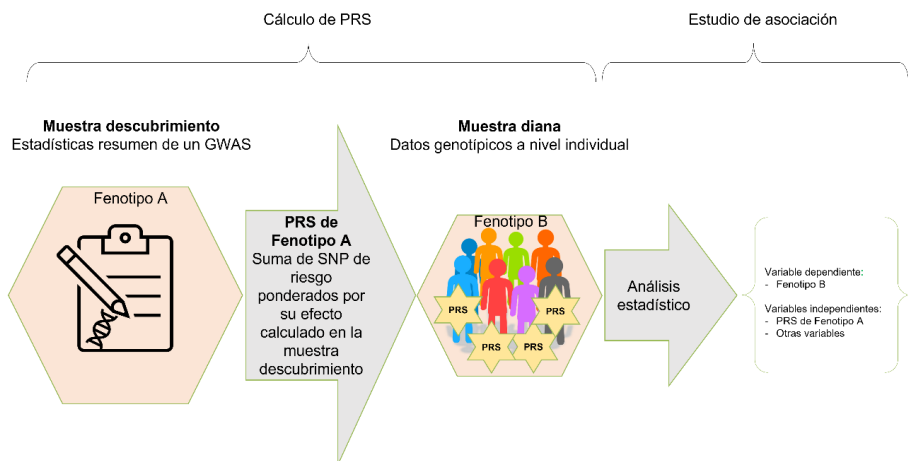 Cálculo de PRS
Estudio de asociación
Muestra descubrimiento
Estadísticas resumen de un GWAS
Fenotipo A
PRS de
Fenotipo A
Suma de SNP de
riesgo
ponderados por
su efecto
calculado en la
muestra
descubrimiento
Muestra diana
Datos genotípicos a nivel individual
Fenotipo B
PRS
PRS
PRS
PRS
Análisis
estadístico
Variable dependiente:
- Fenotipo B
Variables independientes:
- PRS de Fenotipo A
- Otras variables